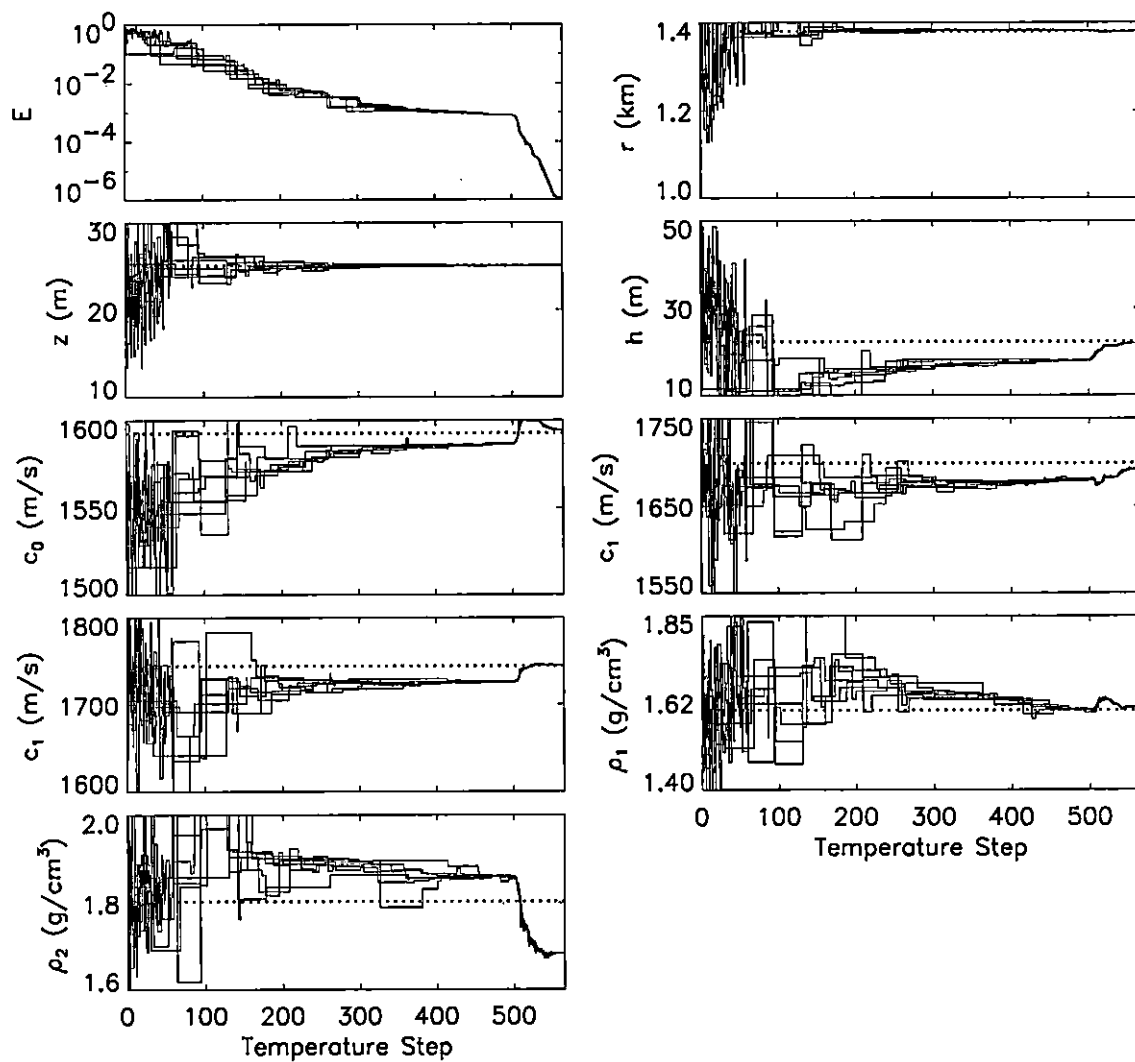 10⁰
10⁻²
10⁻⁴
10⁻⁶
E
1.4
1.2
1.0
r (km)
30
20
10
z (m)
50
30
10
h (m)
1600
1550
1500
c₀ (m/s)
1750
1650
1550
c₁ (m/s)
1800
1700
1600
c₁ (m/s)
1.85
1.62
1.40
ρ₁ (g/cm³)
0 100 200 300 400 500
Temperature Step
2.0
1.8
1.6
ρ₂ (g/cm³)
0 100 200 300 400 500
Temperature Step